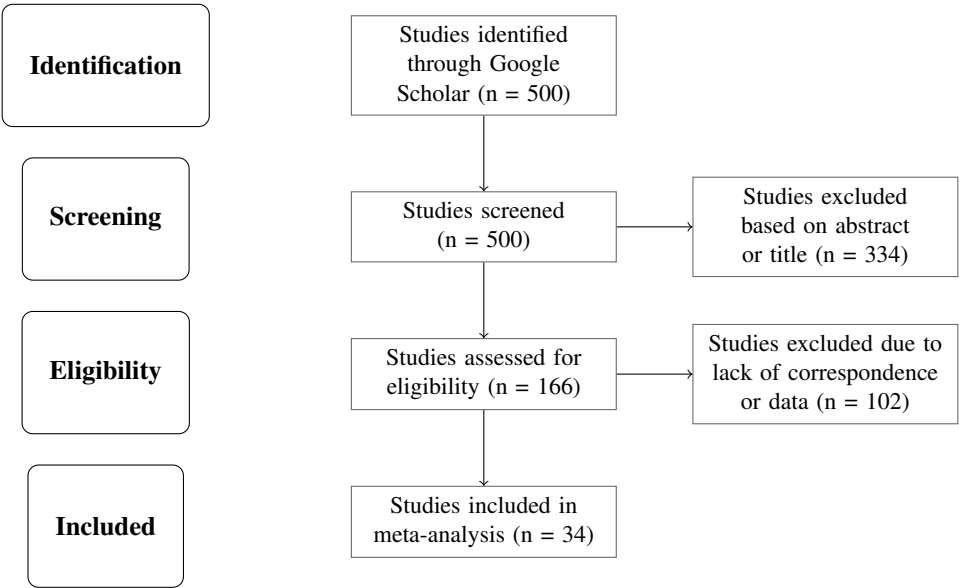 Identification
Studies identified
through Google
Scholar (n = 500)
Screening
Studies screened
(n = 500)
Studies excluded
based on abstract
or title (n = 334)
Eligibility
Studies assessed for
eligibility (n = 166)
Studies excluded due to
lack of correspondence
or data (n = 102)
Included
Studies included in
meta-analysis (n = 34)